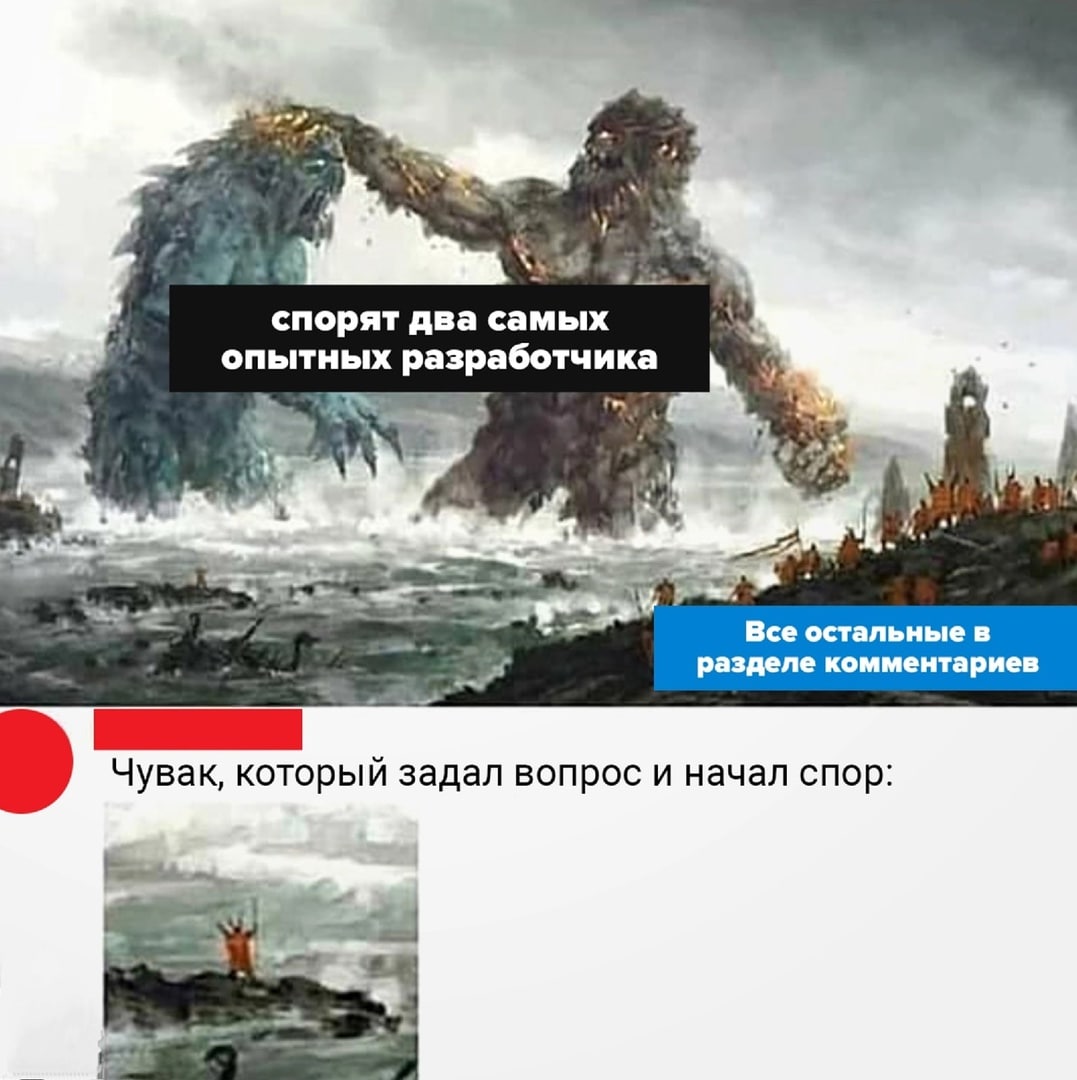 спорят два самых
опытных разработчика
Все остальные в
разделе комментариев
Чувак, который задал вопрос и начал спор: